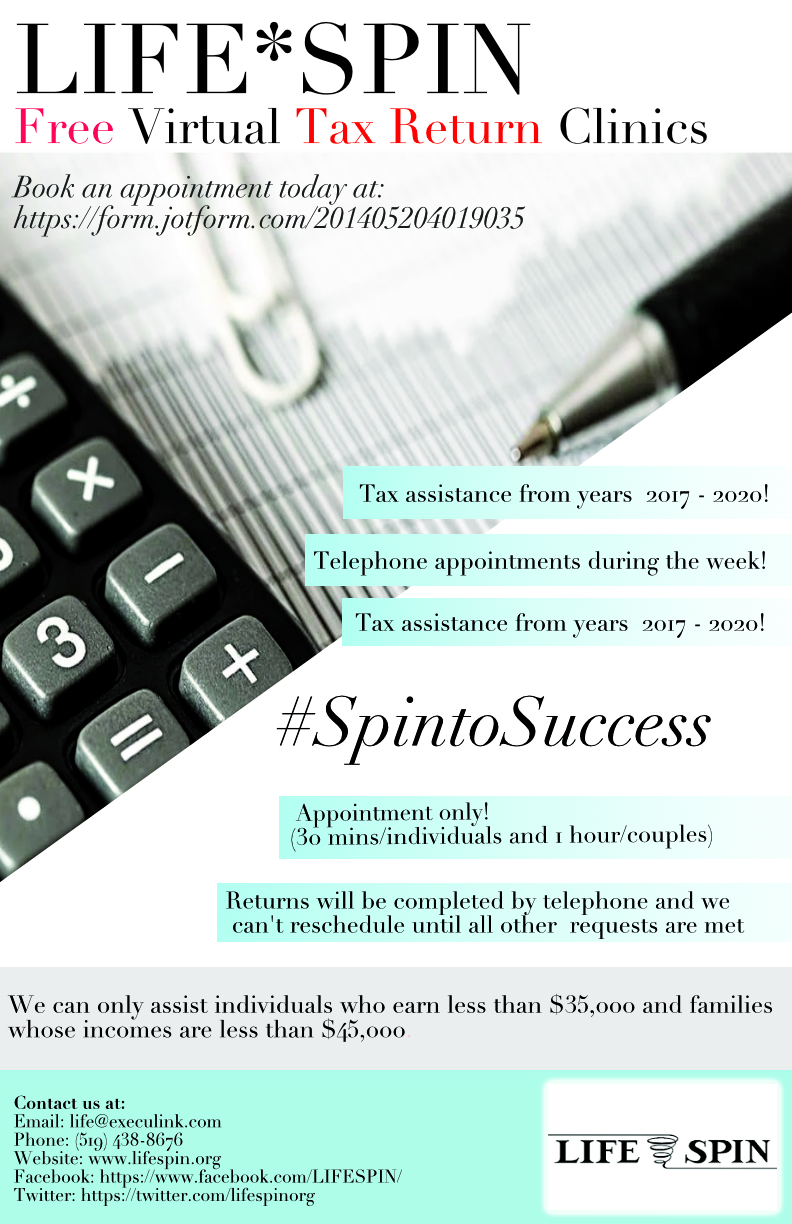 LIFE*SPIN
Free Virtual Tax Return Clinics
Book an appointment today at:
https://form.jotform.com/201405204019035
÷
×
−
3
+
=
Tax assistance from years 2017 - 2020!
Telephone appointments during the week!
Tax assistance from years 2017 - 2020!
#SpintoSuccess
Appointment only!
(30 mins/individuals and 1 hour/couples)
Returns will be completed by telephone and we
can't reschedule until all other requests are met
We can only assist individuals who earn less than $35,000 and families
whose incomes are less than $45,000.
Contact us at:
Email: life@execulink.com
Phone: (519) 438-8676
Website: www.lifespin.org
Facebook: https://www.facebook.com/LIFESPIN/
Twitter: https://twitter.com/lifespinorg
LIFE SPIN